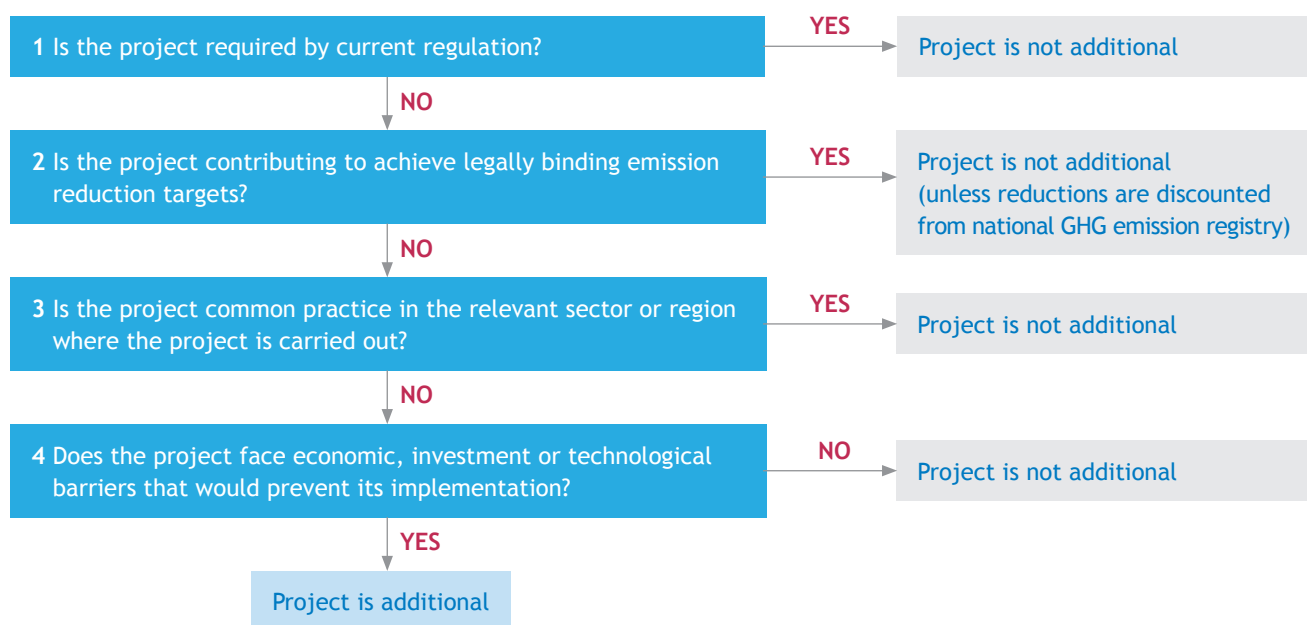 1 Is the project required by current regulation?
YES
Project is not additional
NO
2 Is the project contributing to achieve legally binding emission
reduction targets?
YES
Project is not additional
(unless reductions are discounted
from national GHG emission registry)
NO
3 Is the project common practice in the relevant sector or region
where the project is carried out?
YES
Project is not additional
NO
4 Does the project face economic, investment or technological
barriers that would prevent its implementation?
NO
Project is not additional
YES
Project is additional